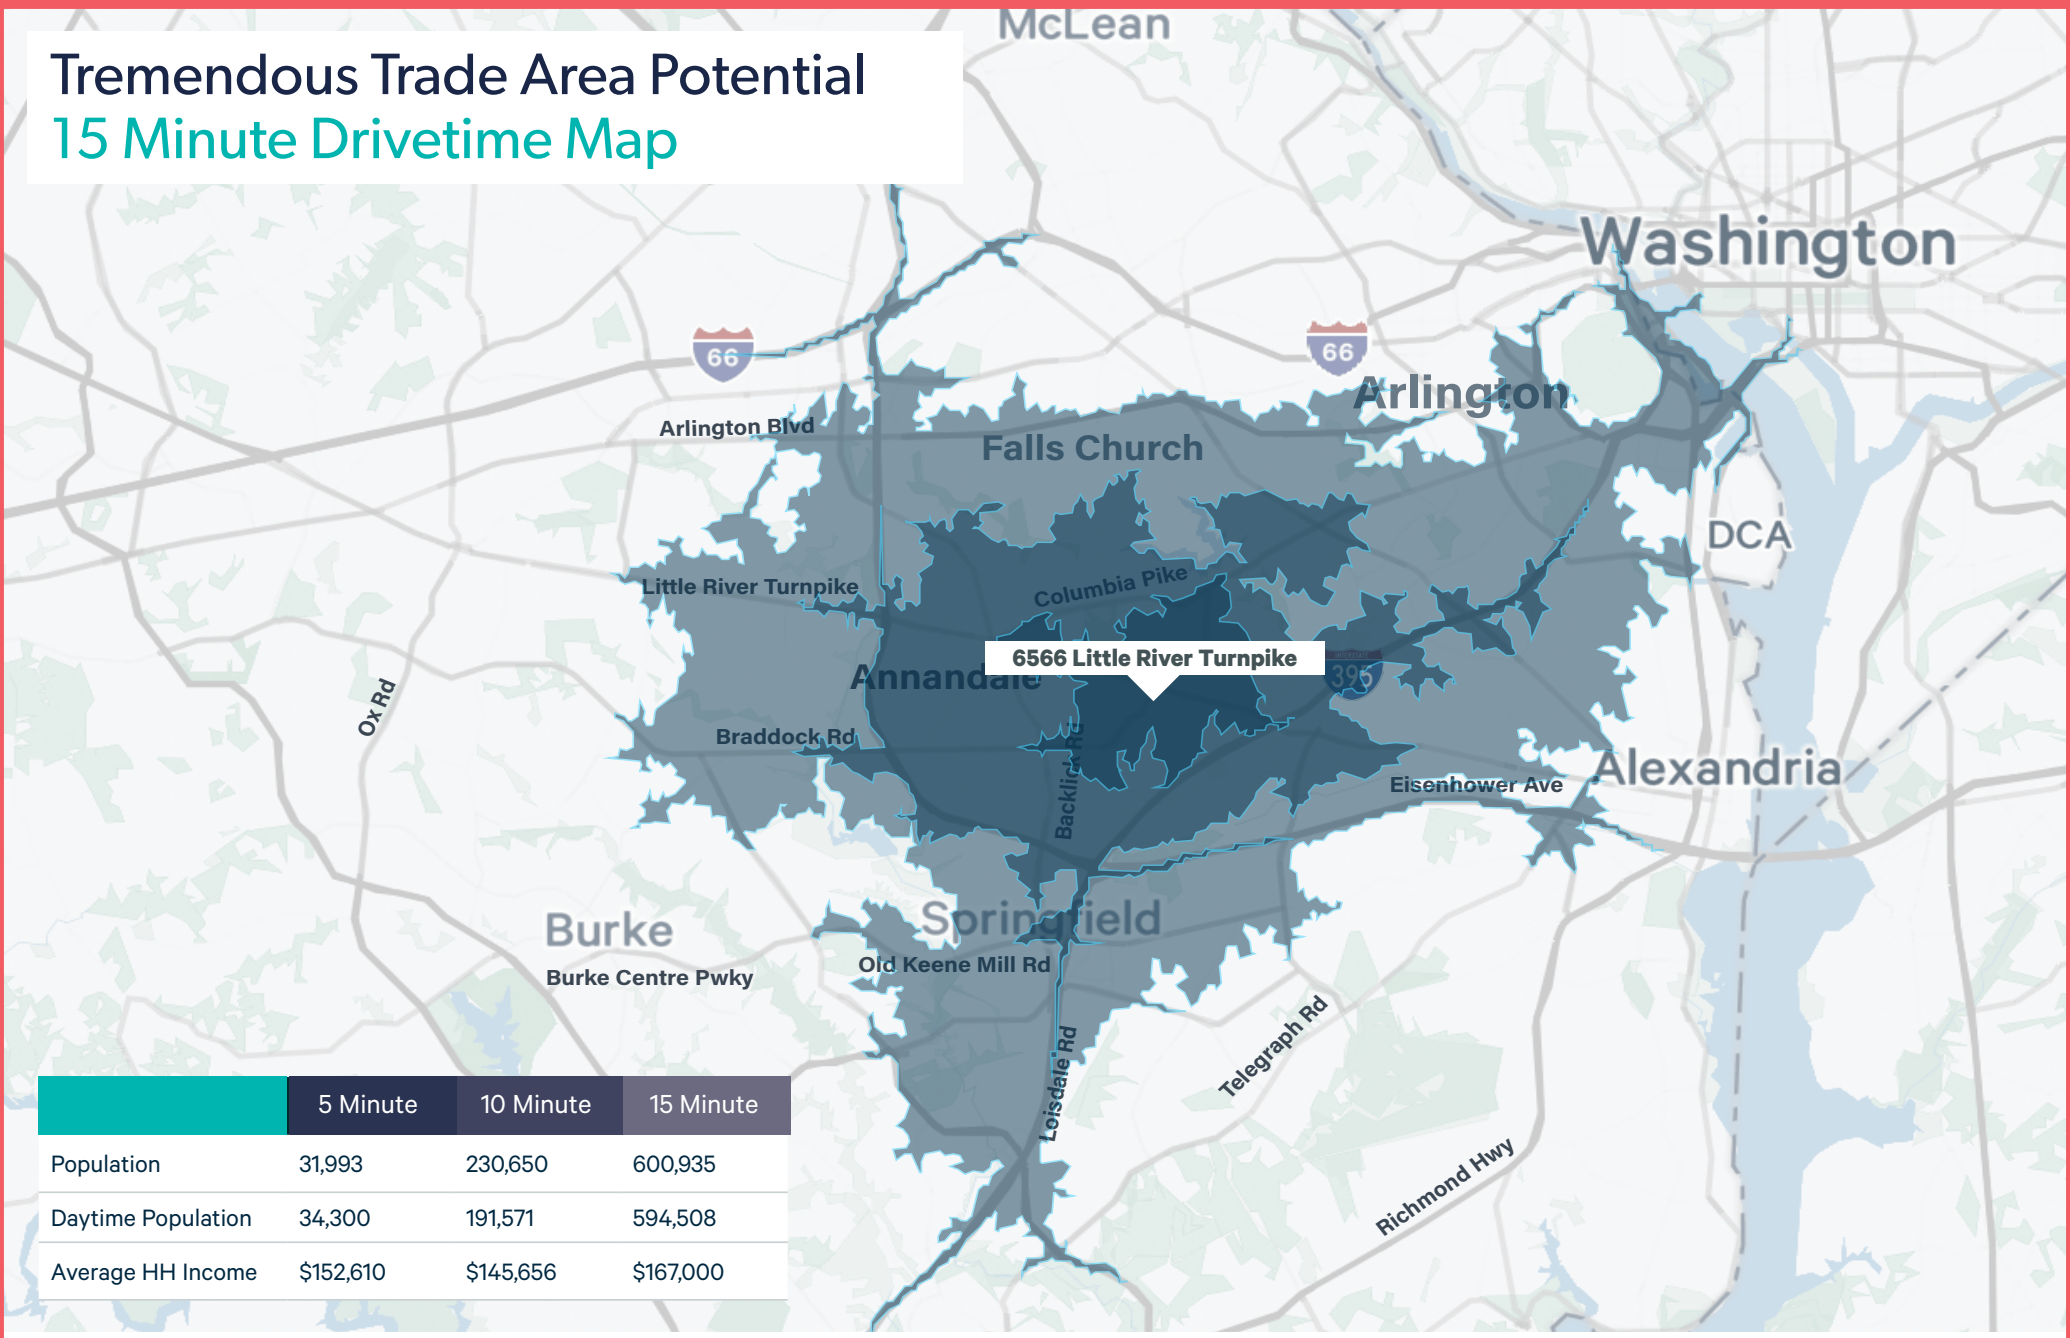 McLean
Tremendous Trade Area Potential
15 Minute Drivetime Map
Washington
66
66
Arlington
Arlington Blvd
Falls Church
DCA
Little River Turnpike
Columbia Pike
6566 Little River Turnpike
INTERSTATE
395
Annandale
Ox Rd
Braddock Rd
Backlick Rd
Alexandria
Eisenhower Ave
Springfield
Burke
Old Keene Mill Rd
Burke Centre Pwky
Loisdale Rd
Telegraph Rd
Richmond Hwy
5 Minute 10 Minute 15 Minute
Population 31,993 230,650 600,935
Daytime Population 34,300 191,571 594,508
Average HH Income $152,610 $145,656 $167,000